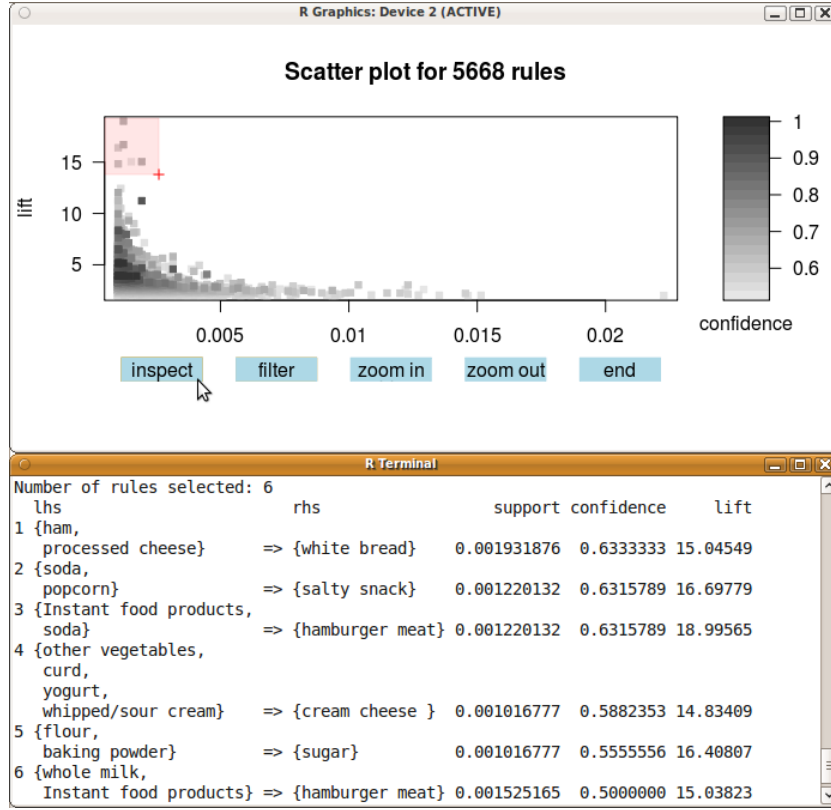 R Graphics: Device 2 (ACTIVE)
Scatter plot for 5668 rules
lift
15
10
5
0.005 0.01 0.015 0.02
1
0.9
0.8
0.7
0.6
confidence
inspect filter zoom in zoom out end
R Terminal
Number of rules selected: 6
lhs rhs support confidence lift
1 {ham,
processed cheese} => {white bread} 0.001931876 0.6333333 15.04549
2 {soda,
popcorn} => {salty snack} 0.001220132 0.6315789 16.69779
3 {Instant food products,
soda} => {hamburger meat} 0.001220132 0.6315789 18.99565
4 {other vegetables,
curd,
yogurt,
whipped/sour cream} => {cream cheese } 0.001016777 0.5882353 14.83409
5 {flour,
baking powder} => {sugar} 0.001016777 0.5555556 16.40807
6 {whole milk,
Instant food products} => {hamburger meat} 0.001525165 0.5000000 15.03823